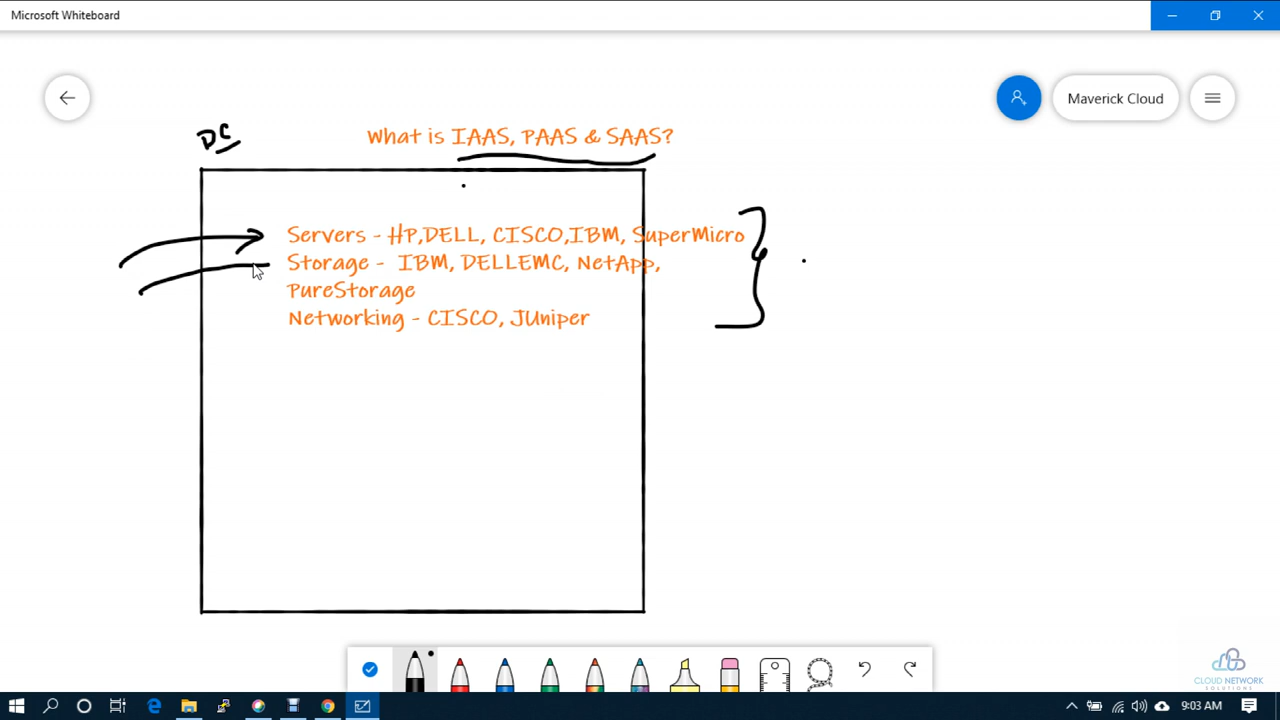 Microsoft Whiteboard
Maverick Cloud
DC
What is IAAS, PAAS & SAAS?
Servers - HP,DELL, CISCO,IBM, SuperMicro
Storage - IBM, DELLEMC, NetApp,
PureStorage
Networking - CISCO, JUniper
CLOUD NETWORK
SOLUTIONS
9:03 AM